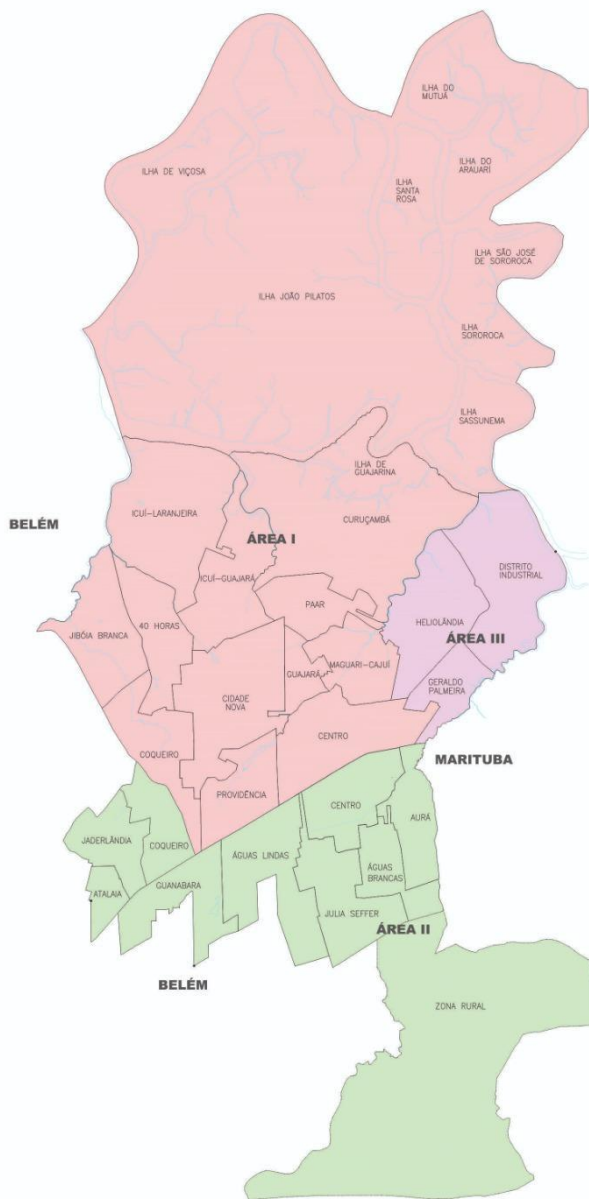 ILHA DO
MUTUÁ
ILHA DE VIÇOSA
ILHA DO
ARAUARÍ
ILHA
SANTA
ROSA
ILHA SÃO JOSÉ
DE SOROROCA
ILHA JOÃO PILATOS
ILHA
SOROROCA
ILHA
SASSUNEMA
ILHA DE
GUAJARINA
ICUÍ-LARANJEIRA
CURUÇAMBÁ
BELÉM
ÁREA I
DISTRITO
INDUSTRIAL
ICUÍ-GUAJARÁ
PAAR
40 HORAS
HELIOLÂNDIA
JIBÓIA BRANCA
ÁREA III
MAGUARI-CAJUÍ
GUAJARÁ
GERALDO
PALMEIRA
CIDADE
NOVA
CENTRO
COQUEIRO
MARITUBA
PROVIDÊNCIA
CENTRO
AURÁ
JADERLÂNDIA
COQUEIRO
ÁGUAS LINDAS
ÁGUAS
BRANCAS
GUANABARA
ATALAIA
JULIA SEFFER
ÁREA II
BELÉM
ZONA RURAL